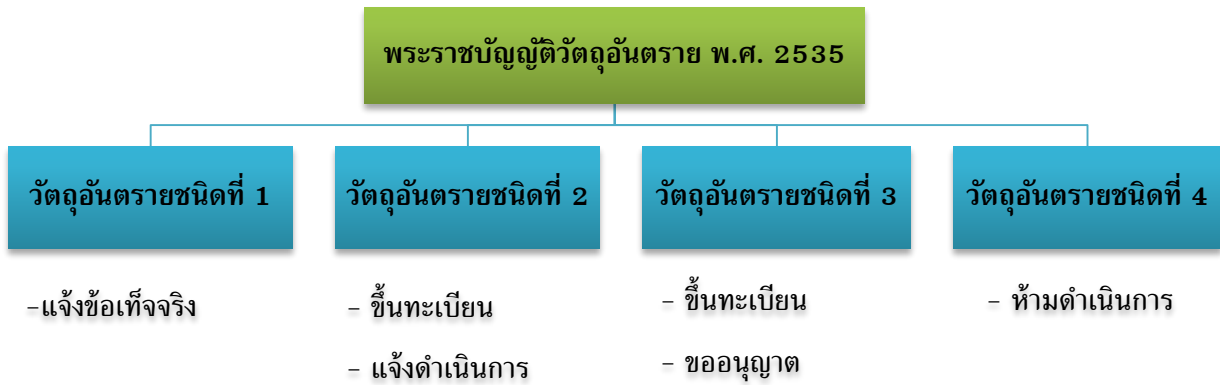 พระราชบัญญัติวัตถุอันตราย พ.ศ. 2535
วัตถุอันตรายชนิดที่ 1
วัตถุอันตรายชนิดที่ 2
วัตถุอันตรายชนิดที่ 3
วัตถุอันตรายชนิดที่ 4
-แจ้งข้อเท็จจริง
- ขึ้นทะเบียน
- แจ้งดำเนินการ
- ขึ้นทะเบียน
- ขออนุญาต
- ห้ามดำเนินการ